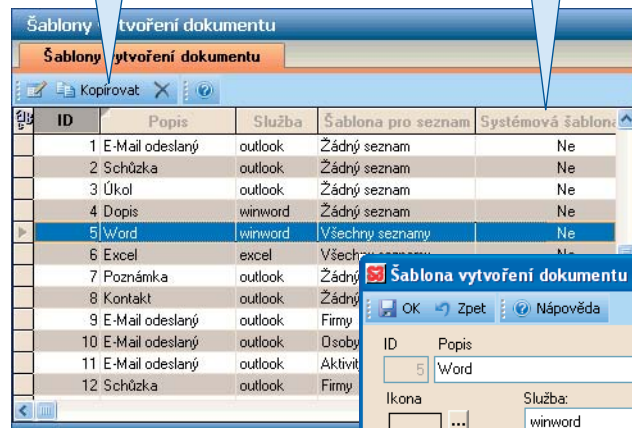 Šablony vytvoření dokumentu
Šablony vytvoření dokumentu
Kopírovat
ID Popis Služba Šablona pro seznam Systémová šablona
1 E-Mail odeslaný outlook Žádný seznam Ne
2 Schůzka outlook Žádný seznam Ne
3 Úkol outlook Žádný seznam Ne
4 Dopis winword Žádný seznam Ne
5 Word winword Všechny seznamy Ne
6 Excel excel
7 Poznámka outlook
8 Kontakt outlook
9 E-Mail odeslaný outlook Firmy
10 E-Mail odeslaný outlook Osoby
11 E-Mail odeslaný outlook
12 Schůzka outlook Firmy
Šablona vytvoření dokumentu
OK Zpet Nápověda
ID Popis
5 Word
Ikona Služba:
... winword